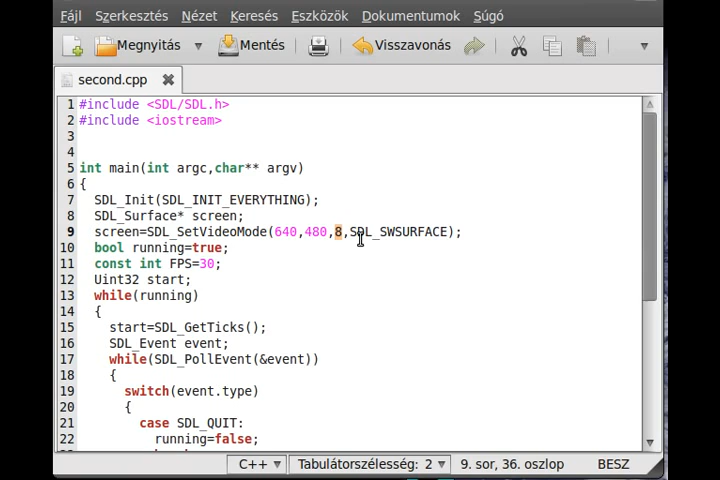 Fájl Szerkesztés Nézet Keresés Eszközök Dokumentumok Súgó
Megnyitás Mentés Visszavonás
second.cpp
1 #include <SDL/SDL.h>
2 #include <iostream>
3
4
5 int main(int argc,char** argv)
6 {
7 SDL_Init(SDL_INIT_EVERYTHING);
8 SDL_Surface* screen;
9 screen=SDL_SetVideoMode(640,480,8,SDL_SWSURFACE);
10 bool running=true;
11 const int FPS=30;
12 Uint32 start;
13 while(running)
14 {
15 start=SDL_GetTicks();
16 SDL_Event event;
17 while(SDL_PollEvent(&event))
18 {
19 switch(event.type)
20 {
21 case SDL_QUIT:
22 running=false;
C++ Tabulátorszélesség: 2 9. sor, 36. oszlop BESZ